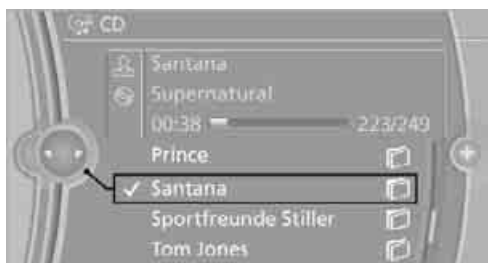 CD
Santana
Supernatural
00:38 223/249
Prince
Santana
Sportfreunde Stiller
Tom Jones